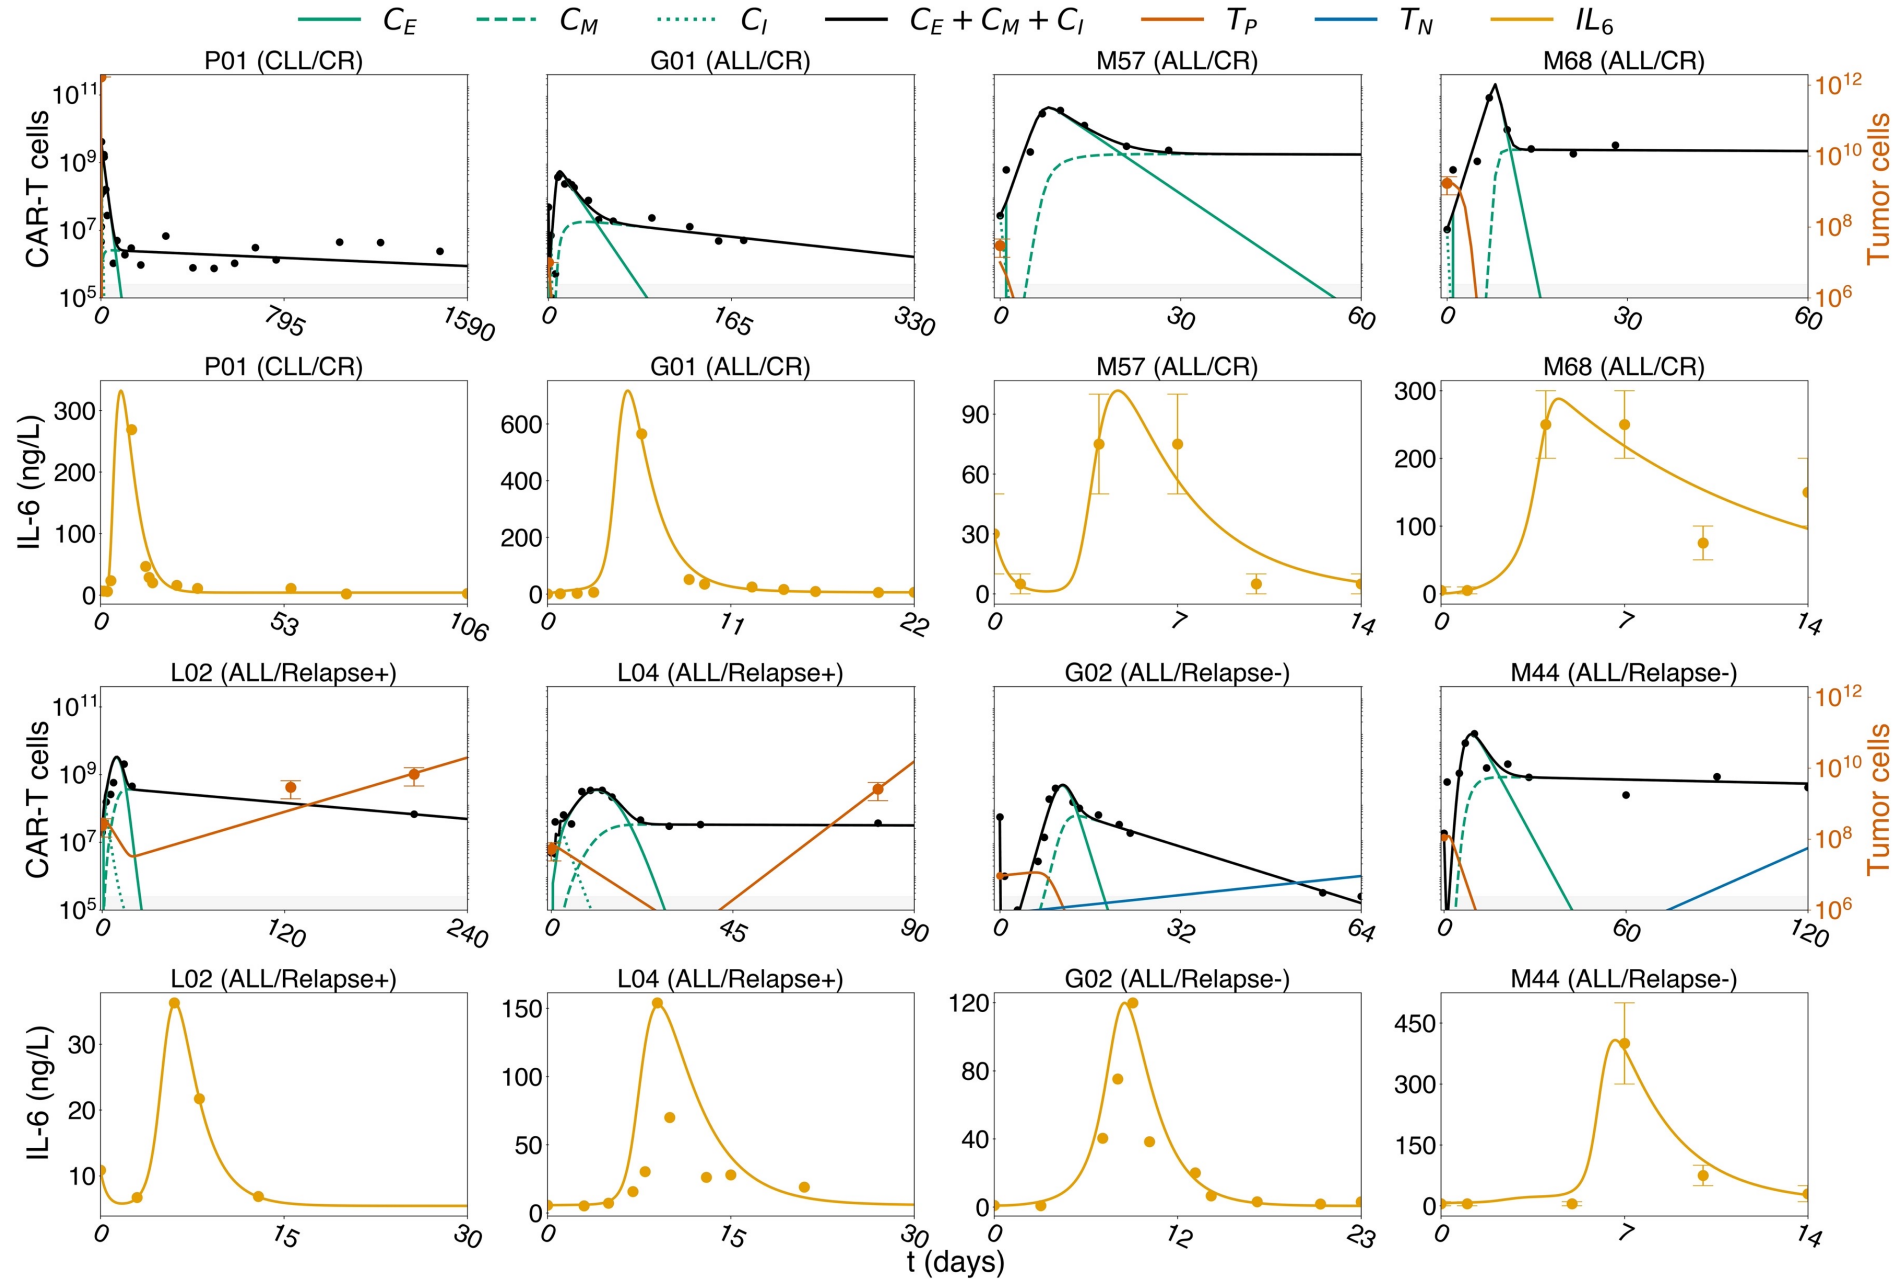 C_E C_M C_I C_E + C_M + C_I T_P T_N IL_6
P01 (CLL/CR) G01 (ALL/CR) M57 (ALL/CR) M68 (ALL/CR)
CAR-T cells
10^11
10^9
10^7
10^5
0 795 1590
0 165 330
0 30 60
0 30 60
10^12
10^10
10^8
10^6
Tumor cells
P01 (CLL/CR) G01 (ALL/CR) M57 (ALL/CR) M68 (ALL/CR)
IL-6 (ng/L)
300
200
100
0
0 53 106
600
400
200
0
0 11 22
90
60
30
0
0 7 14
300
200
100
0
0 7 14
L02 (ALL/Relapse+) L04 (ALL/Relapse+) G02 (ALL/Relapse-) M44 (ALL/Relapse-)
CAR-T cells
10^11
10^9
10^7
10^5
0 120 240
0 45 90
0 32 64
0 60 120
10^12
10^10
10^8
10^6
Tumor cells
L02 (ALL/Relapse+) L04 (ALL/Relapse+) G02 (ALL/Relapse-) M44 (ALL/Relapse-)
IL-6 (ng/L)
30
20
10
0 15 30
150
100
50
0
0 15 30
120
80
40
0
0 12 23
450
300
150
0
0 7 14
t (days)